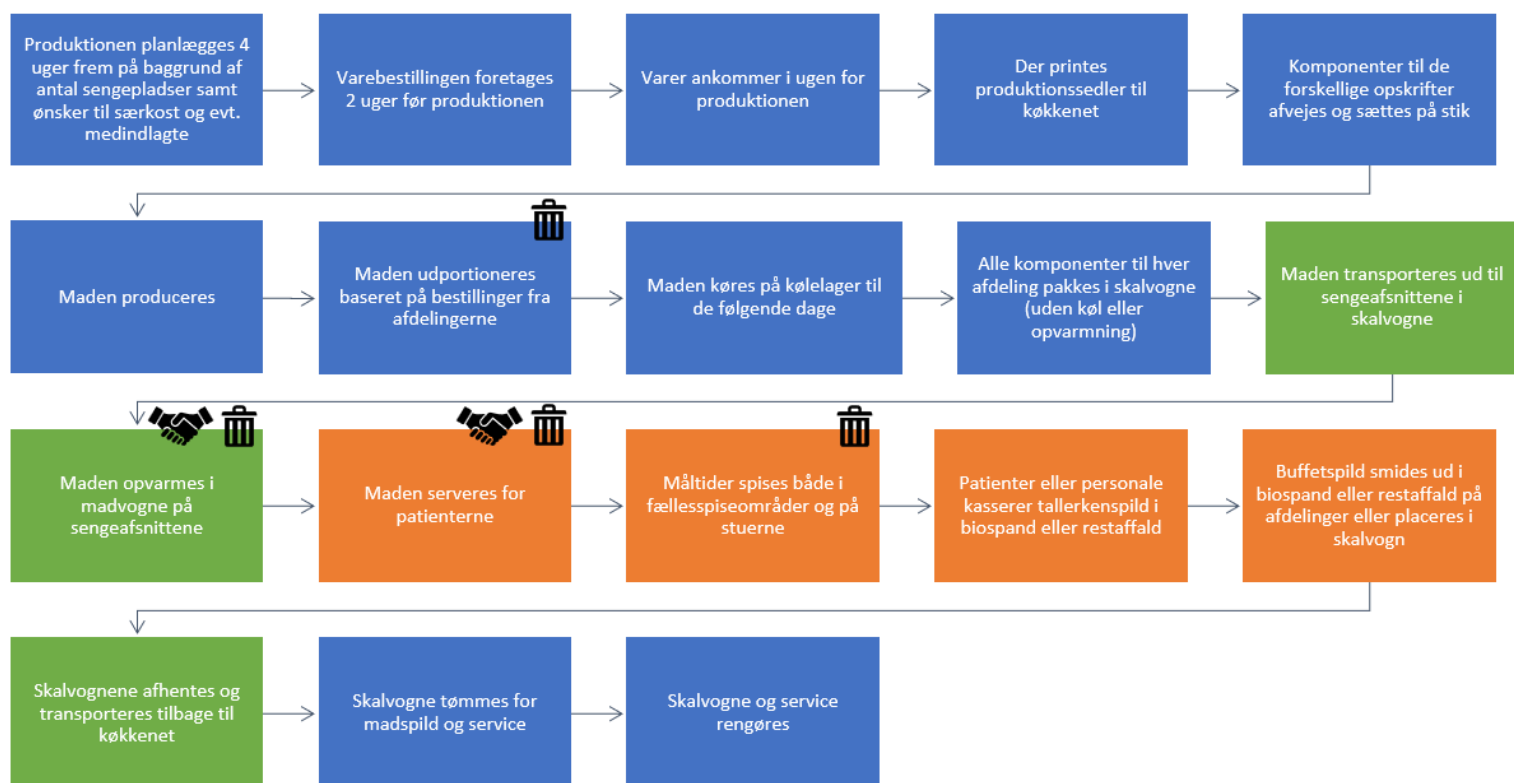 Produktionen planlægges 4
uger frem på baggrund af
antal sengepladser samt
ønsker til særkost og evt.
medindlagte
Varebestillingen foretages
2 uger før produktionen
Varer ankommer i ugen for
produktionen
Der printes
produktionssedler til
køkkenet
Komponenter til de
forskellige opskrifter
afvejes og sættes på stik
Maden produceres
Maden udportioneres
baseret på bestillinger fra
afdelingerne
Maden køres på kølelager til
de følgende dage
Alle komponenter til hver
afdeling pakkes i skalvogne
(uden køl eller
opvarmning)
Maden transporteres ud til
sengeafsnittene i
skalvogne
Maden opvarmes i
madvogne på
sengeafsnittene
Maden serveres for
patienterne
Måltider spises både i
fællesspiseområder og på
stuerne
Patienter eller personale
kasserer tallerkenspild i
biospand eller restaffald
Buffetspild smides ud i
biospand eller restaffald på
afdelinger eller placeres i
skalvogn
Skalvognene afhentes og
transporteres tilbage til
køkkenet
Skalvogne tømmes for
madspild og service
Skalvogne og service
rengøres